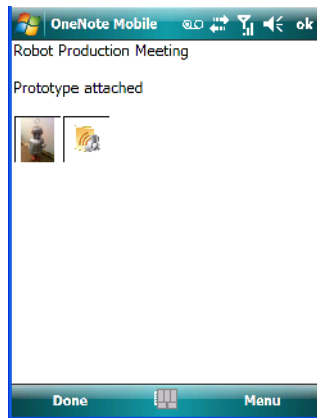 OneNote Mobile ok
Robot Production Meeting
Prototype attached
Done Menu